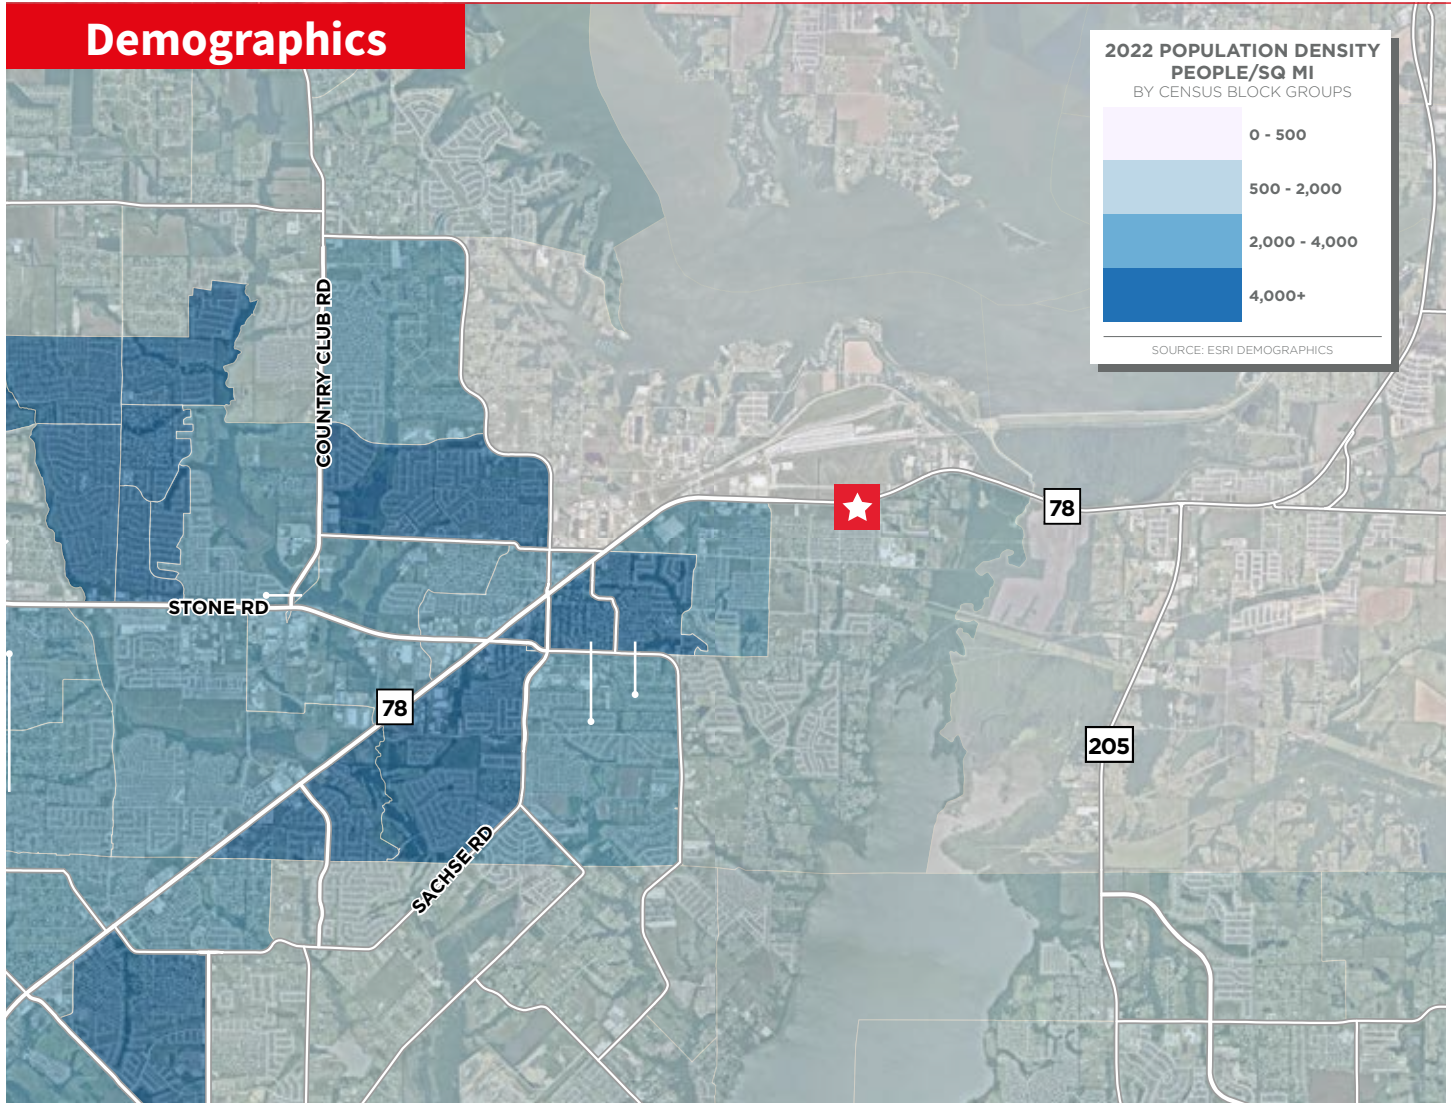 Demographics
2022 POPULATION DENSITY
PEOPLE/SQ MI
BY CENSUS BLOCK GROUPS
0 - 500
500 - 2,000
2,000 - 4,000
4,000+
SOURCE: ESRI DEMOGRAPHICS
COUNTRY CLUB RD
78
STONE RD
78
205
SACHSE RD